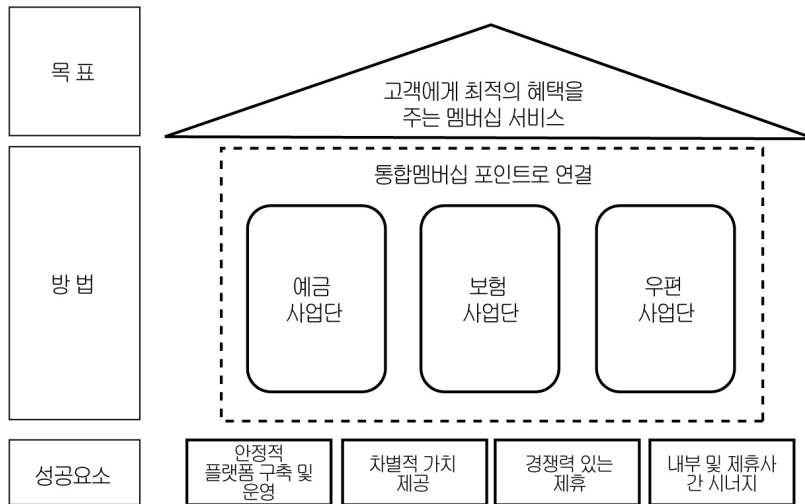 목 표
고객에게 최적의 혜택을
주는 멤버십 서비스
방 법
통합멤버십 포인트로 연결
예금
사업단
보험
사업단
우편
사업단
성공요소
안정적
플랫폼 구축 및
운영
차별적 가치
제공
경쟁력 있는
제휴
내부 및 제휴사
간 시너지